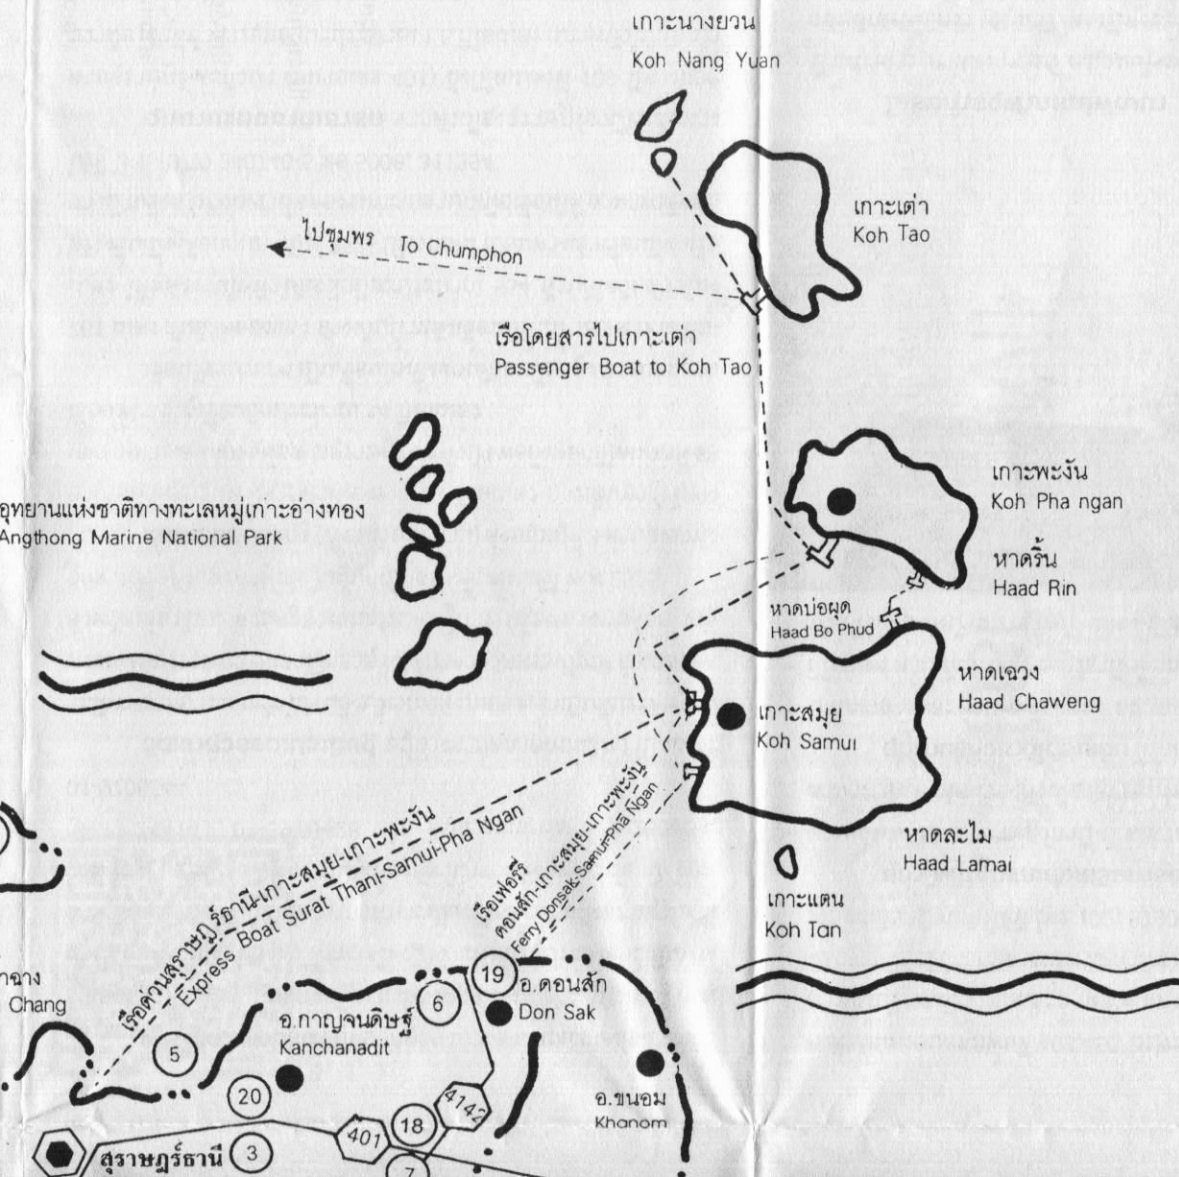 เกาะนางยวน
Koh Nang Yuan
เกาะเต่า
Koh Tao
ไปชุมพร To Chumphon
เรือโดยสารไปเกาะเต่า
Passenger Boat to Koh Tao
เกาะพะงัน
Koh Pha ngan
อุทยานแห่งชาติทางทะเลหมู่เกาะอ่างทอง
Angthong Marine National Park
หาดริ้น
Haad Rin
หาดบ่อผุด
Haad Bo Phud
หาดเฉวง
Haad Chaweng
เกาะสมุย
Koh Samui
หาดละไม
Haad Lamai
เกาะแตน
Koh Tan
เรือด่วนสุราษฎร์ธานี-เกาะสมุย-เกาะพะงัน
Express Boat Surat Thani-Samui-Pha Ngan
เรือเฟอร์รี่
ดอนสัก-เกาะสมุย-เกาะพะงัน
Ferry Donsak-Samui-Pha Ngan
Chang
19
อ.ดอนสัก
Don Sak
6
อ.กาญจนดิษฐ์
Kanchanadit
5
20
อ.ขนอม
Khanom
4142
18
401
7
สุราษฎร์ธานี
3